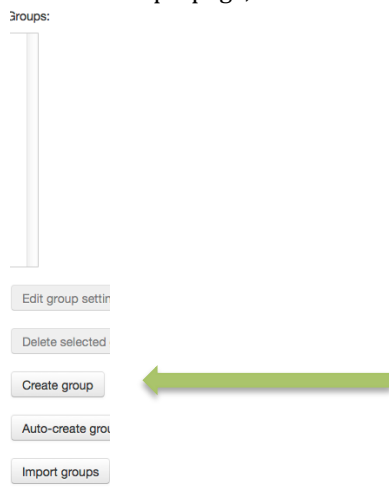 Groups:
Edit group settin
Delete selected
Create group
Auto-create grou
Import groups